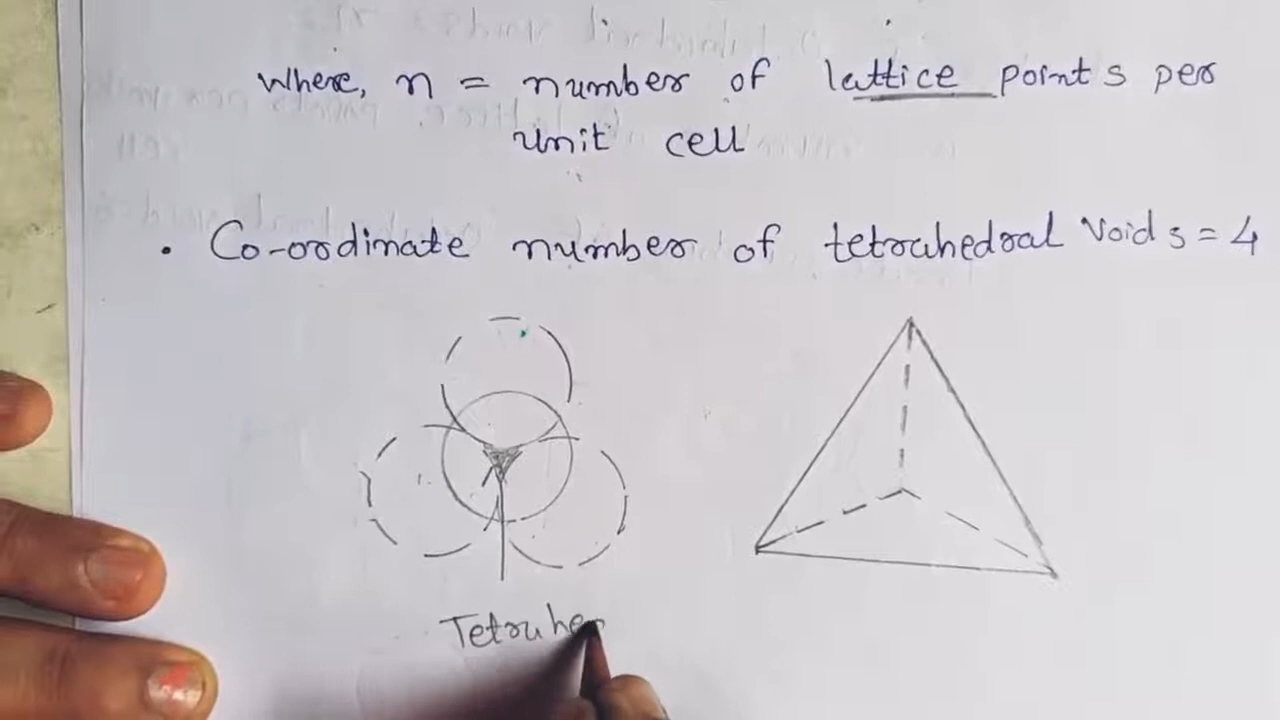 Where, n = number of lattice points per
unit cell
• Co-ordinate number of tetrahedral voids = 4
Tetrahe